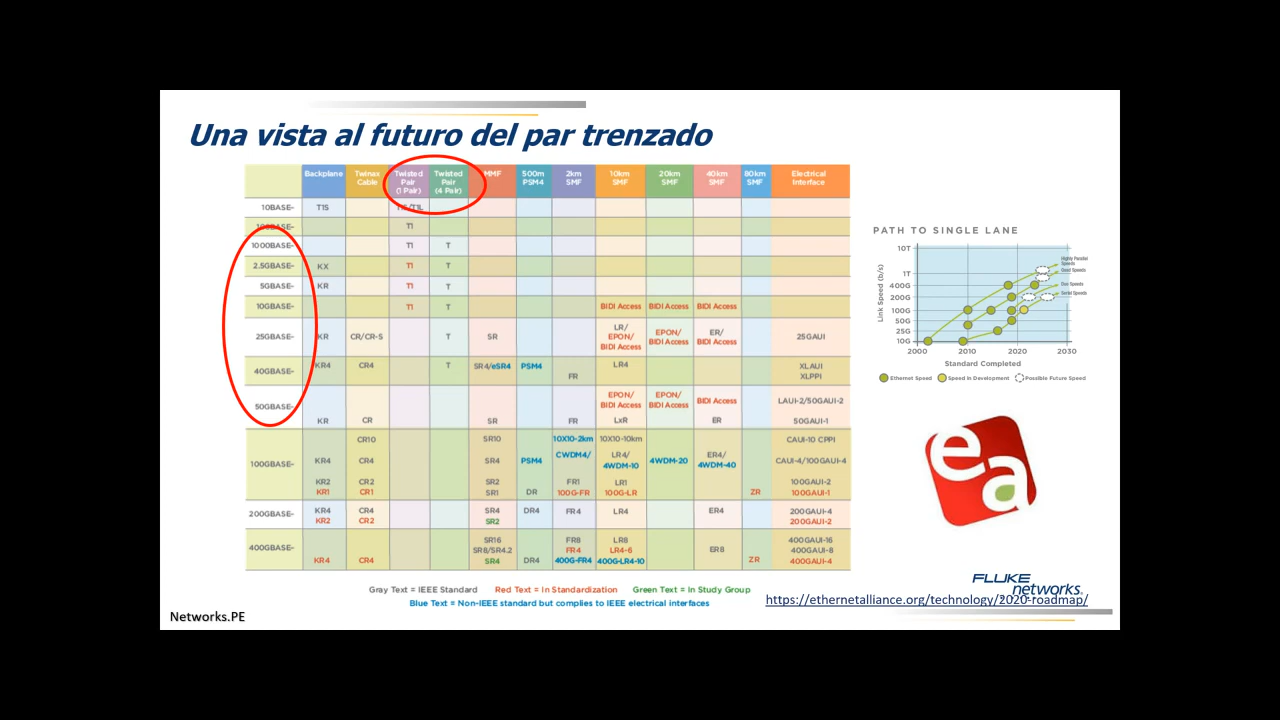 Una vista al futuro del par trenzado
Backplane Twinax Cable Twisted Pair (1 Pair) Twisted Pair (4 Pair) MMF 500m PSM4 2km SMF 10km SMF 20km SMF 40km SMF 80km SMF Electrical Interface
10BASE- T1S T1S/T1L
100BASE- T1
1000BASE- T1 T
2.5GBASE- KX T1 T
5GBASE- KR T1 T
10GBASE- T1 T BIDI Access BIDI Access BIDI Access
25GBASE- KR CR/CR-S T SR LR/ EPON/ BIDI Access EPON/ BIDI Access ER/ BIDI Access 25GAUI
40GBASE- KR4 CR4 T SR4/eSR4 PSM4 FR LR4 XLAUI XLPPI
50GBASE- KR CR SR FR EPON/ BIDI Access LxR EPON/ BIDI Access BIDI Access ER LAUI-2/50GAUI-2 50GAUI-1
100GBASE-
CR10 SR10 10X10-2km 10X10-10km CAUI-10 CPPI
KR4 CR4 SR4 PSM4 CWDM4/ LR4/ 4WDM-10 4WDM-20 ER4/ 4WDM-40 CAUI-4/100GAUI-4
KR2 CR2 SR2 FR1 LR1 100GAUI-2
KR1 CR1 SR1 DR 100G-FR 100G-LR ZR 100GAUI-1
200GBASE- KR4 CR4 SR4 DR4 FR4 LR4 ER4 200GAUI-4
KR2 CR2 SR2 200GAUI-2
400GBASE-
SR16 FR8 LR8 400GAUI-16
SR8/SR4.2 FR4 LR4-6 ER8 400GAUI-8
KR4 CR4 SR4 DR4 400G-FR4 400G-LR4-10 ZR 400GAUI-4
Gray Text = IEEE Standard Red Text = In Standardization Green Text = In Study Group
Blue Text = Non-IEEE standard but complies to IEEE electrical interfaces
PATH TO SINGLE LANE
Link Speed (b/s)
10T
1T
400G
200G
100G
50G
25G
10G
Highly Parallel Speeds
Quad Speeds
Duo Speeds
Serial Speeds
2000 2010 2020 2030
Standard Completed
Ethernet Speed Speed in Development Possible Future Speed
ea
FLUKE
networks.
https://ethernetalliance.org/technology/2020-roadmap/
Networks.PE